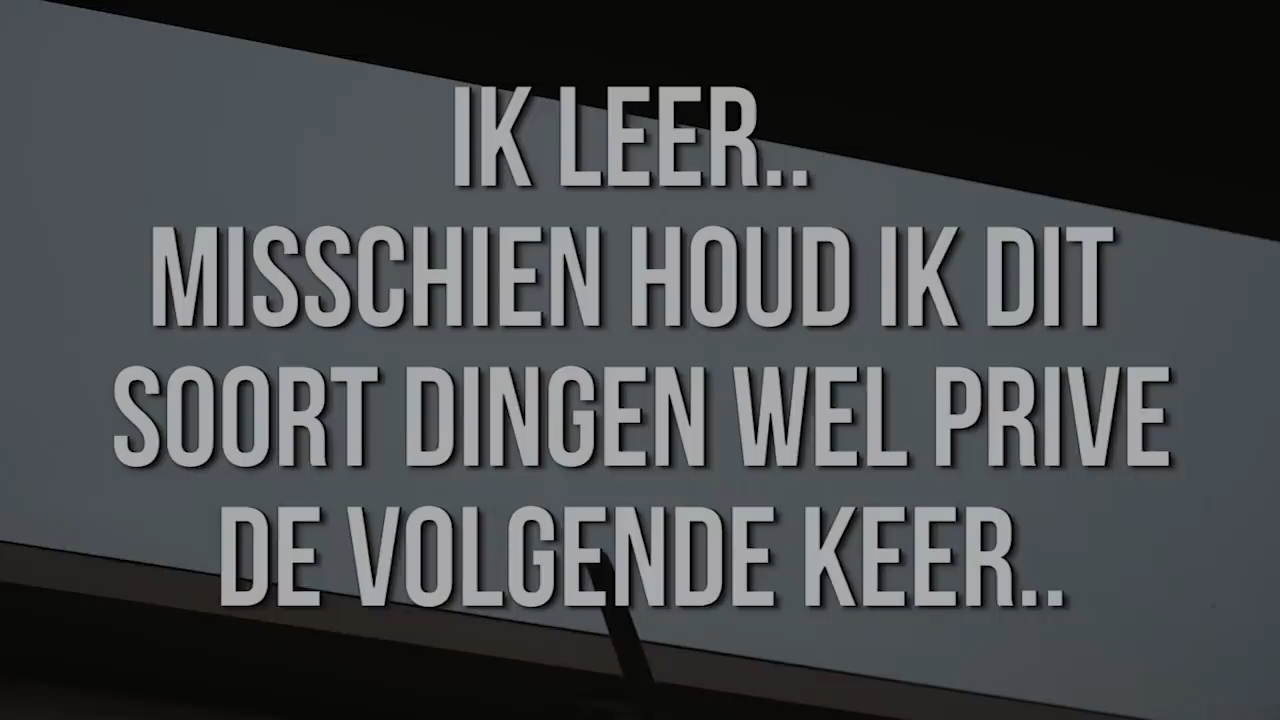 IK LEER..
MISSCHIEN HOUD IK DIT
SOORT DINGEN WEL PRIVE
DE VOLGENDE KEER..